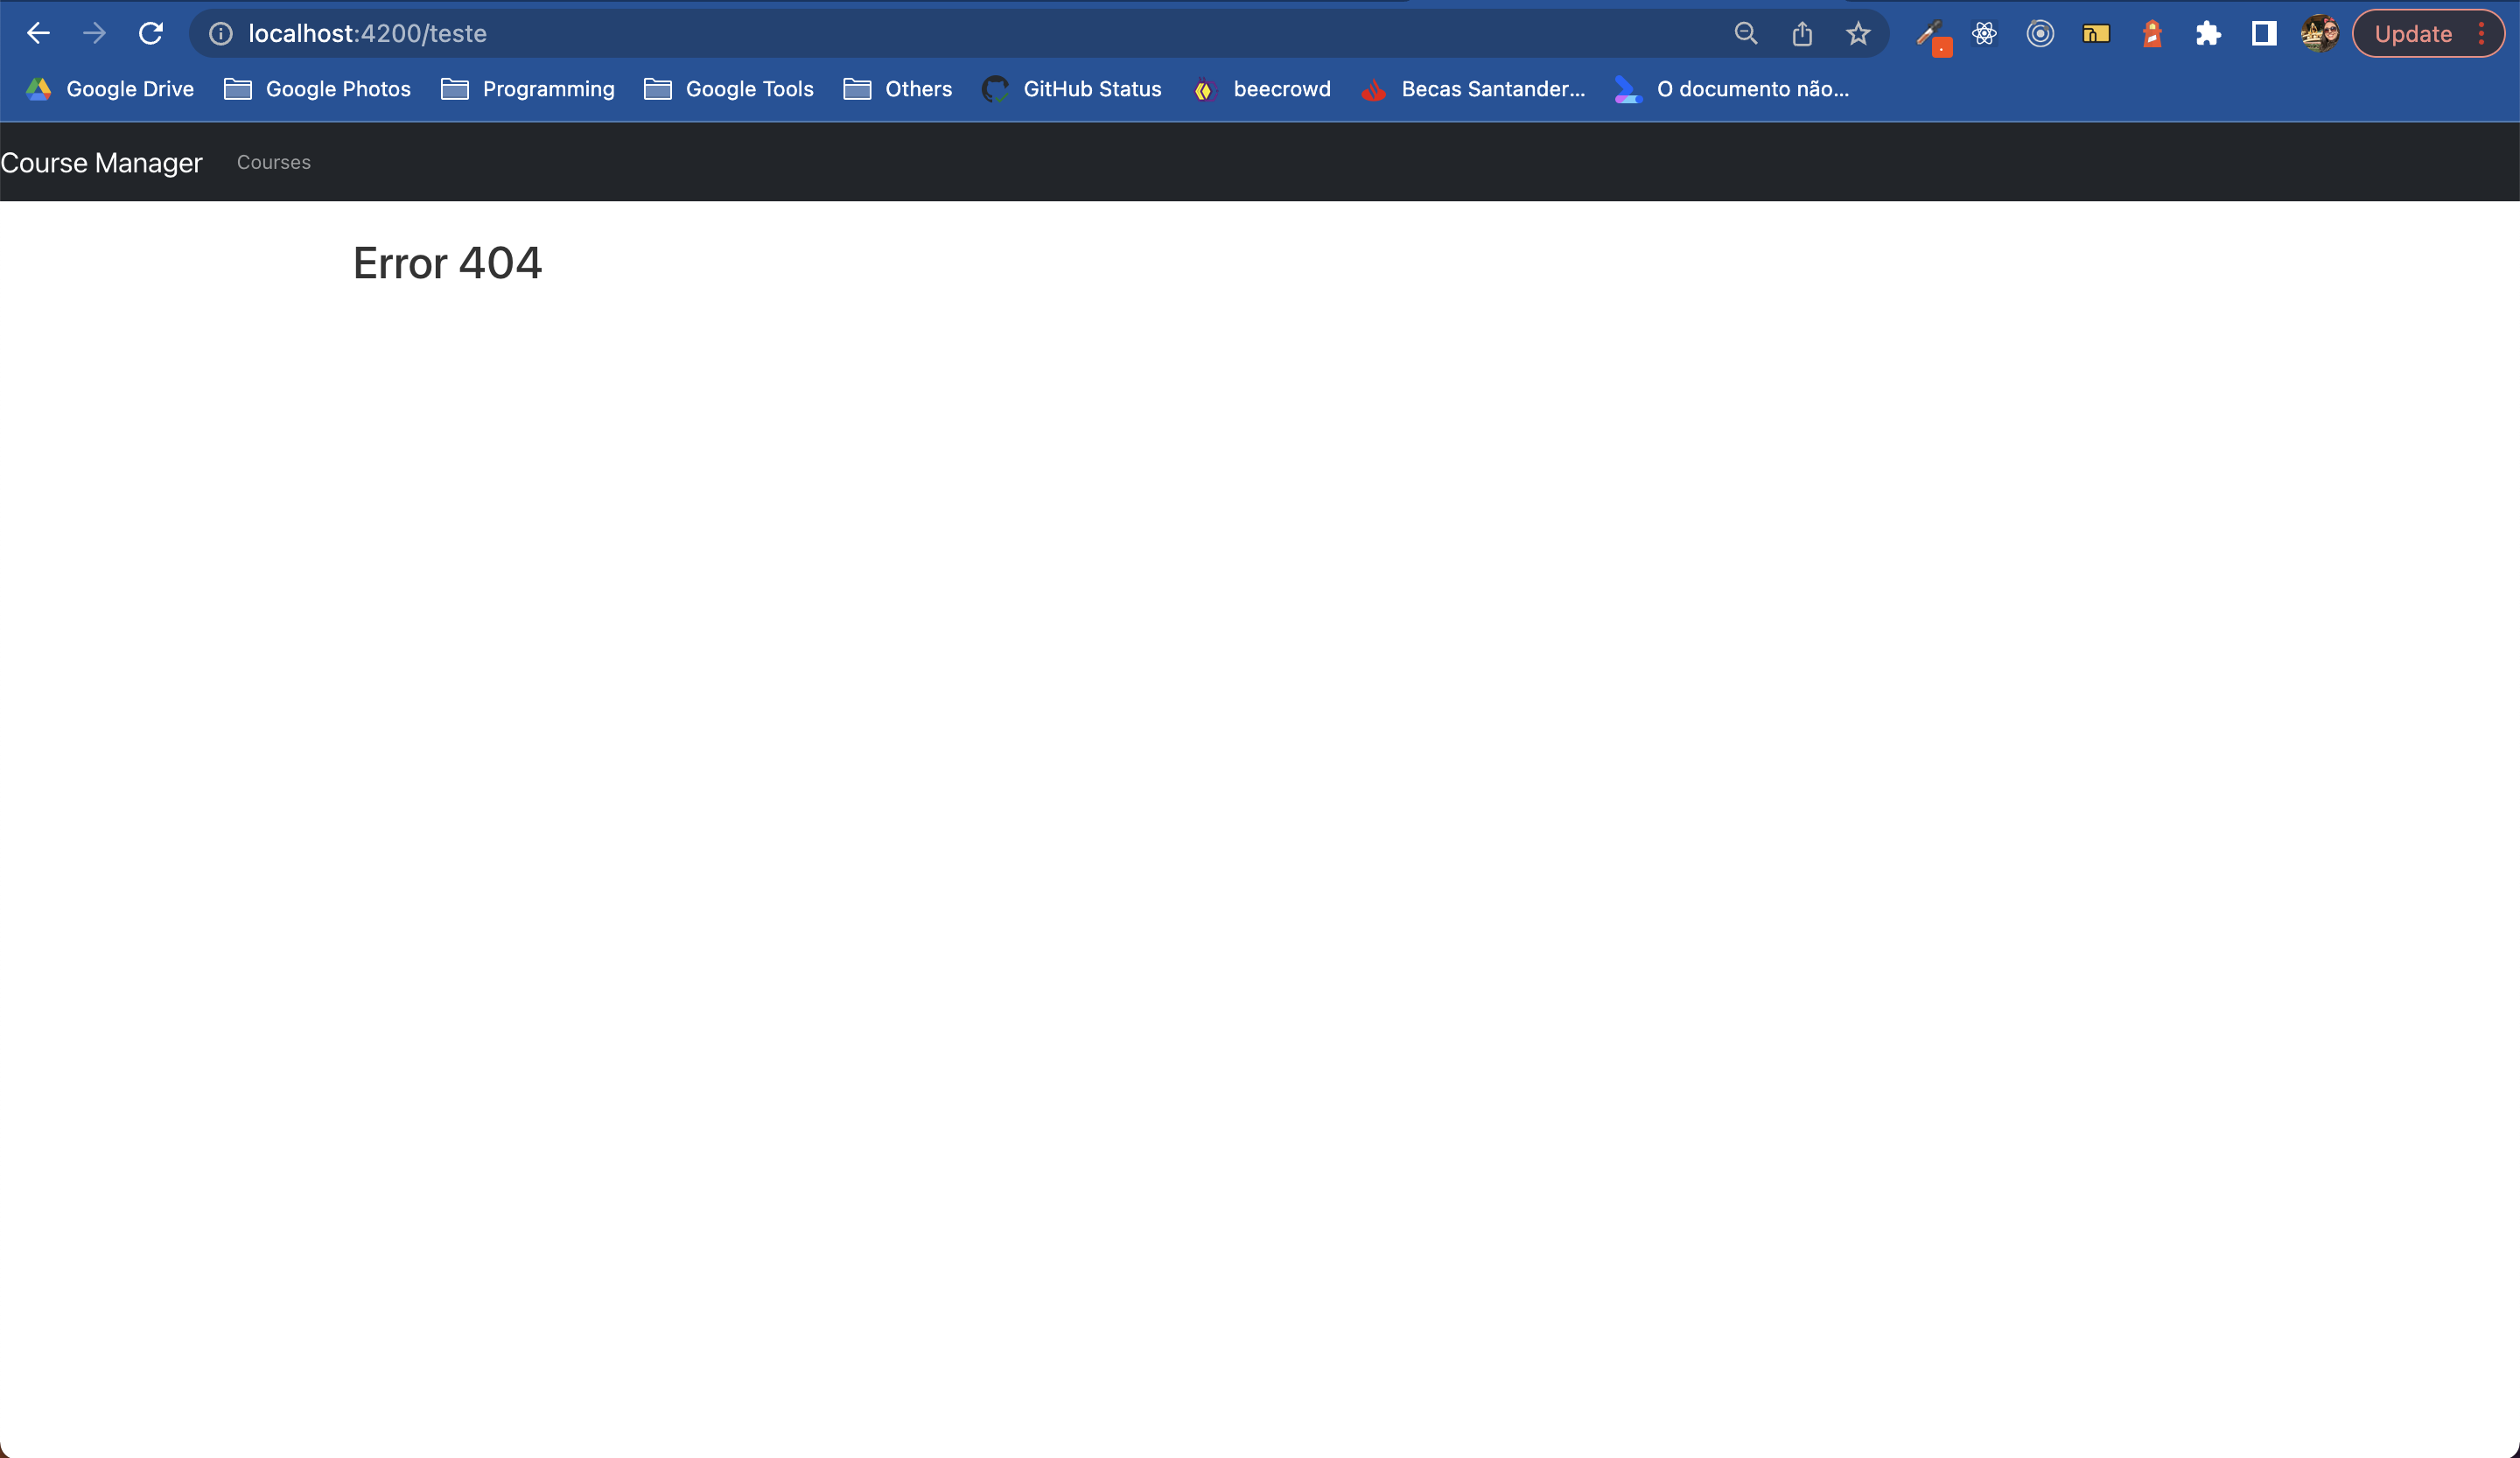 localhost:4200/teste
Update
Google Drive Google Photos Programming Google Tools Others GitHub Status beecrowd Becas Santander... O documento não...
Course Manager Courses
Error 404